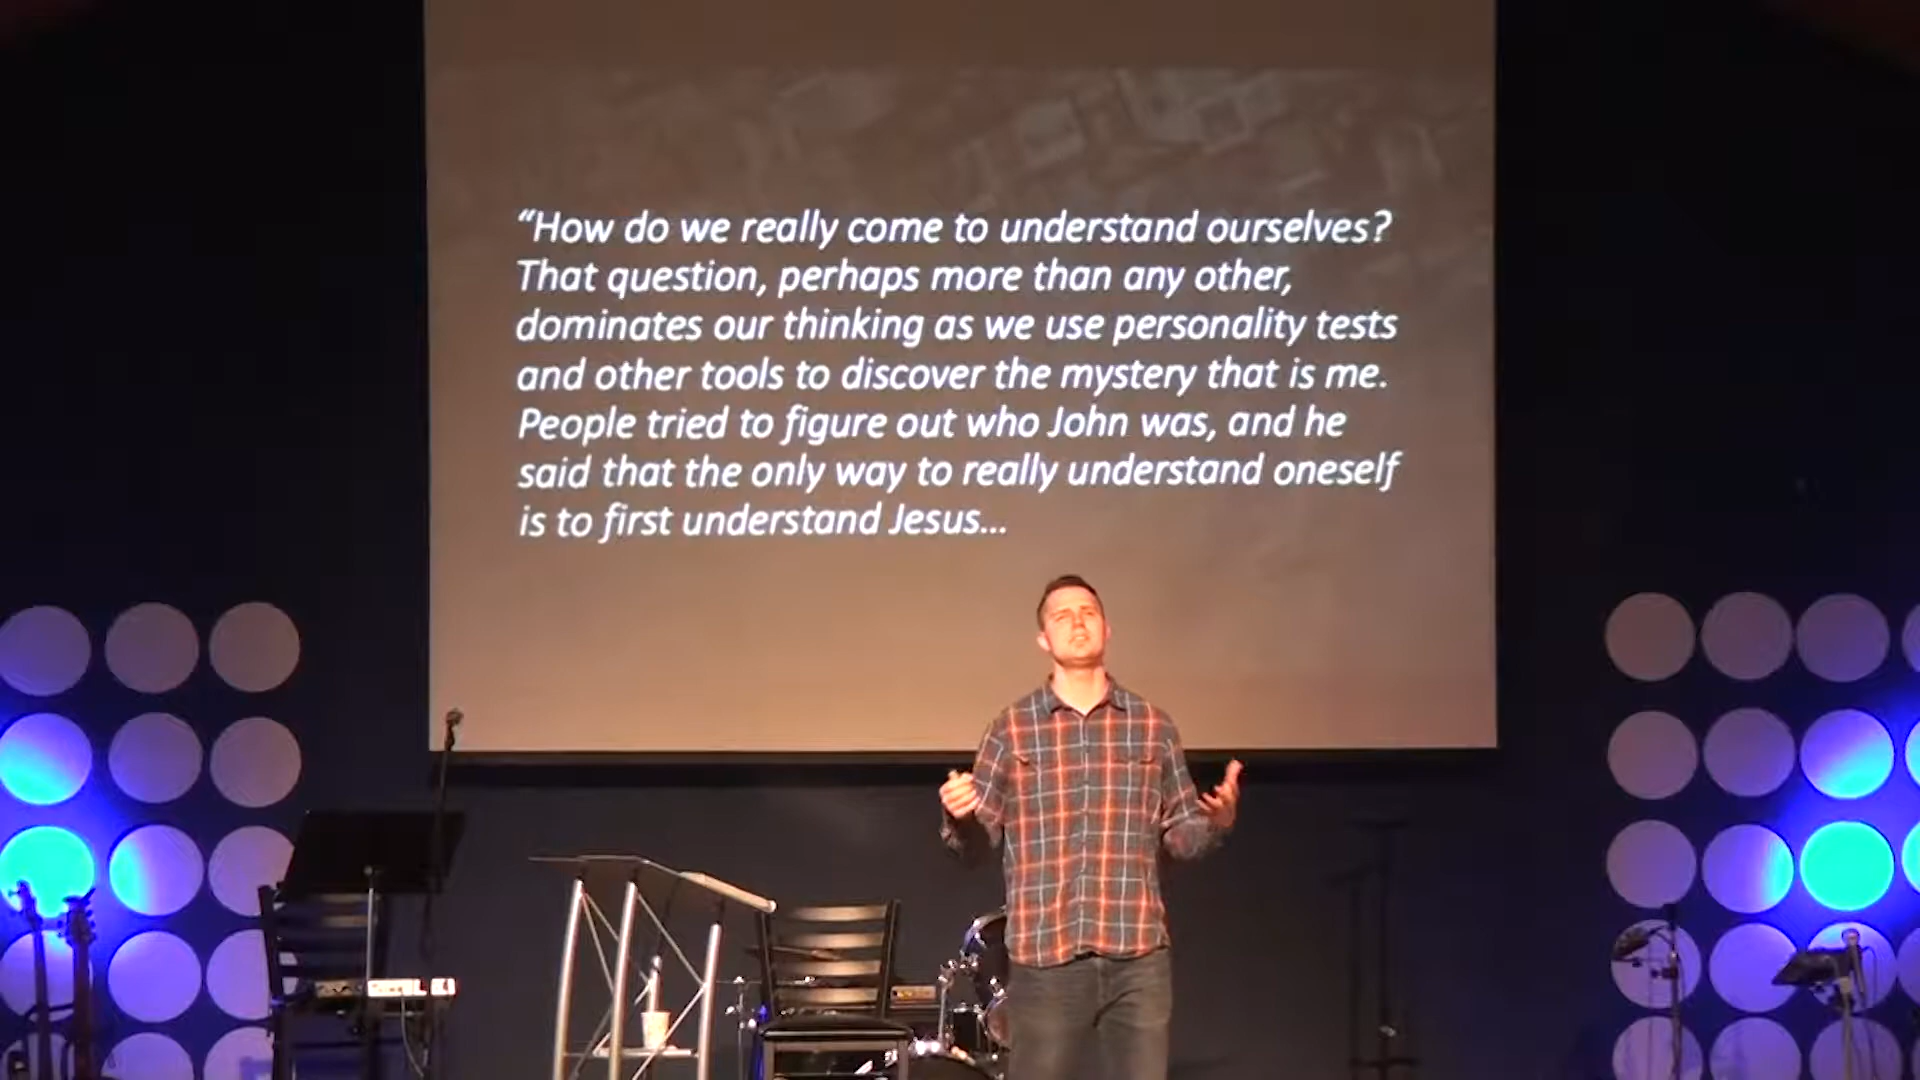 “How do we really come to understand ourselves?
That question, perhaps more than any other,
dominates our thinking as we use personality tests
and other tools to discover the mystery that is me.
People tried to figure out who John was, and he
said that the only way to really understand oneself
is to first understand Jesus...